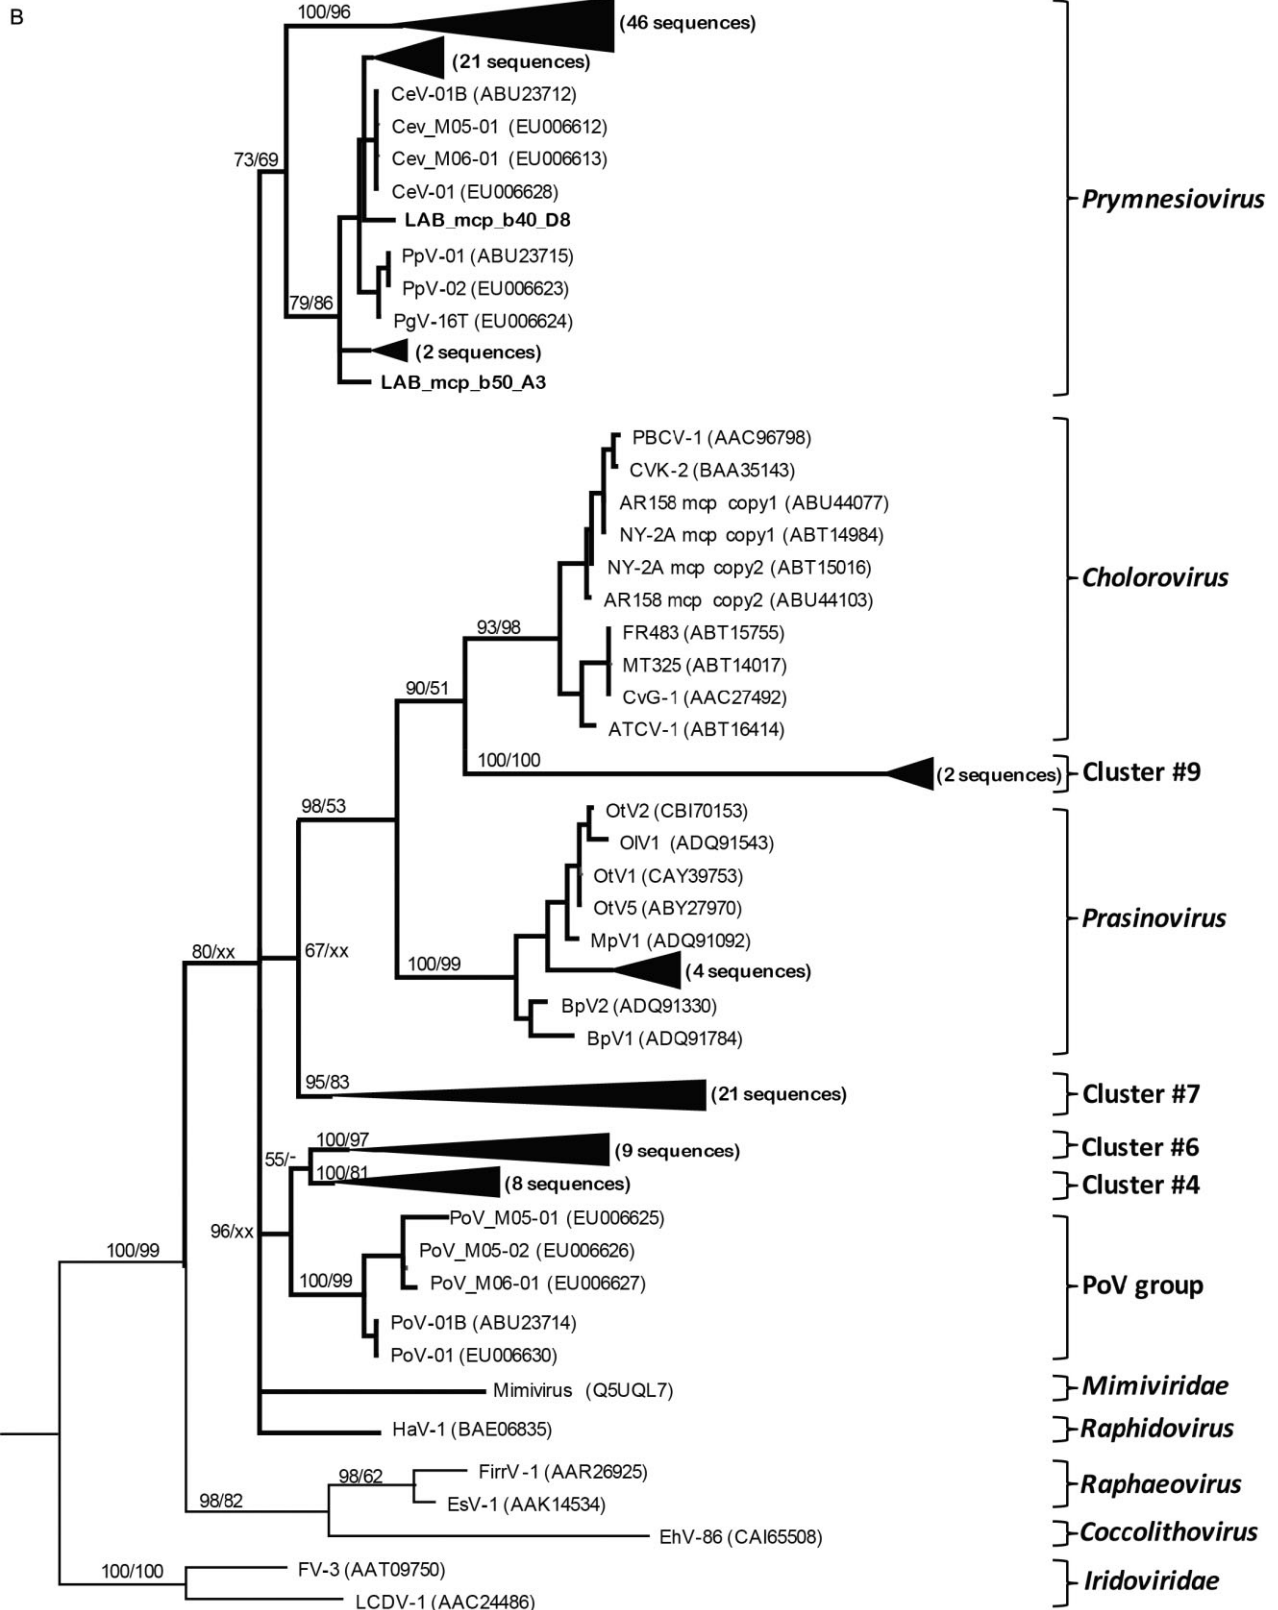 B
100/96
(46 sequences)
(21 sequences)
CeV-01B (ABU23712)
Cev_M05-01 (EU006612)
73/69
Cev_M06-01 (EU006613)
CeV-01 (EU006628)
Prymnesiovirus
LAB_mcp_b40_D8
PpV-01 (ABU23715)
PpV-02 (EU006623)
79/86
PgV-16T (EU006624)
(2 sequences)
LAB_mcp_b50_A3
PBCV-1 (AAC96798)
CVK-2 (BAA35143)
AR158 mcp copy1 (ABU44077)
NY-2A mcp copy1 (ABT14984)
NY-2A mcp copy2 (ABT15016)
Cholorovirus
AR158 mcp copy2 (ABU44103)
93/98
FR483 (ABT15755)
MT325 (ABT14017)
90/51
CvG-1 (AAC27492)
ATCV-1 (ABT16414)
100/100
(2 sequences)
Cluster #9
98/53
OtV2 (CBI70153)
OlV1 (ADQ91543)
OtV1 (CAY39753)
OtV5 (ABY27970)
Prasinovirus
MpV1 (ADQ91092)
80/xx
67/xx
100/99
(4 sequences)
BpV2 (ADQ91330)
BpV1 (ADQ91784)
95/83
(21 sequences)
Cluster #7
100/97
(9 sequences)
Cluster #6
55/-
100/81
(8 sequences)
Cluster #4
PoV_M05-01 (EU006625)
96/xx
100/99
PoV_M05-02 (EU006626)
100/99
PoV_M06-01 (EU006627)
PoV group
PoV-01B (ABU23714)
PoV-01 (EU006630)
Mimivirus (Q5UQL7)
Mimiviridae
HaV-1 (BAE06835)
Raphidovirus
98/62
FirrV-1 (AAR26925)
Raphaeovirus
98/82
EsV-1 (AAK14534)
EhV-86 (CAI65508)
Coccolithovirus
100/100
FV-3 (AAT09750)
Iridoviridae
LCDV-1 (AAC24486)